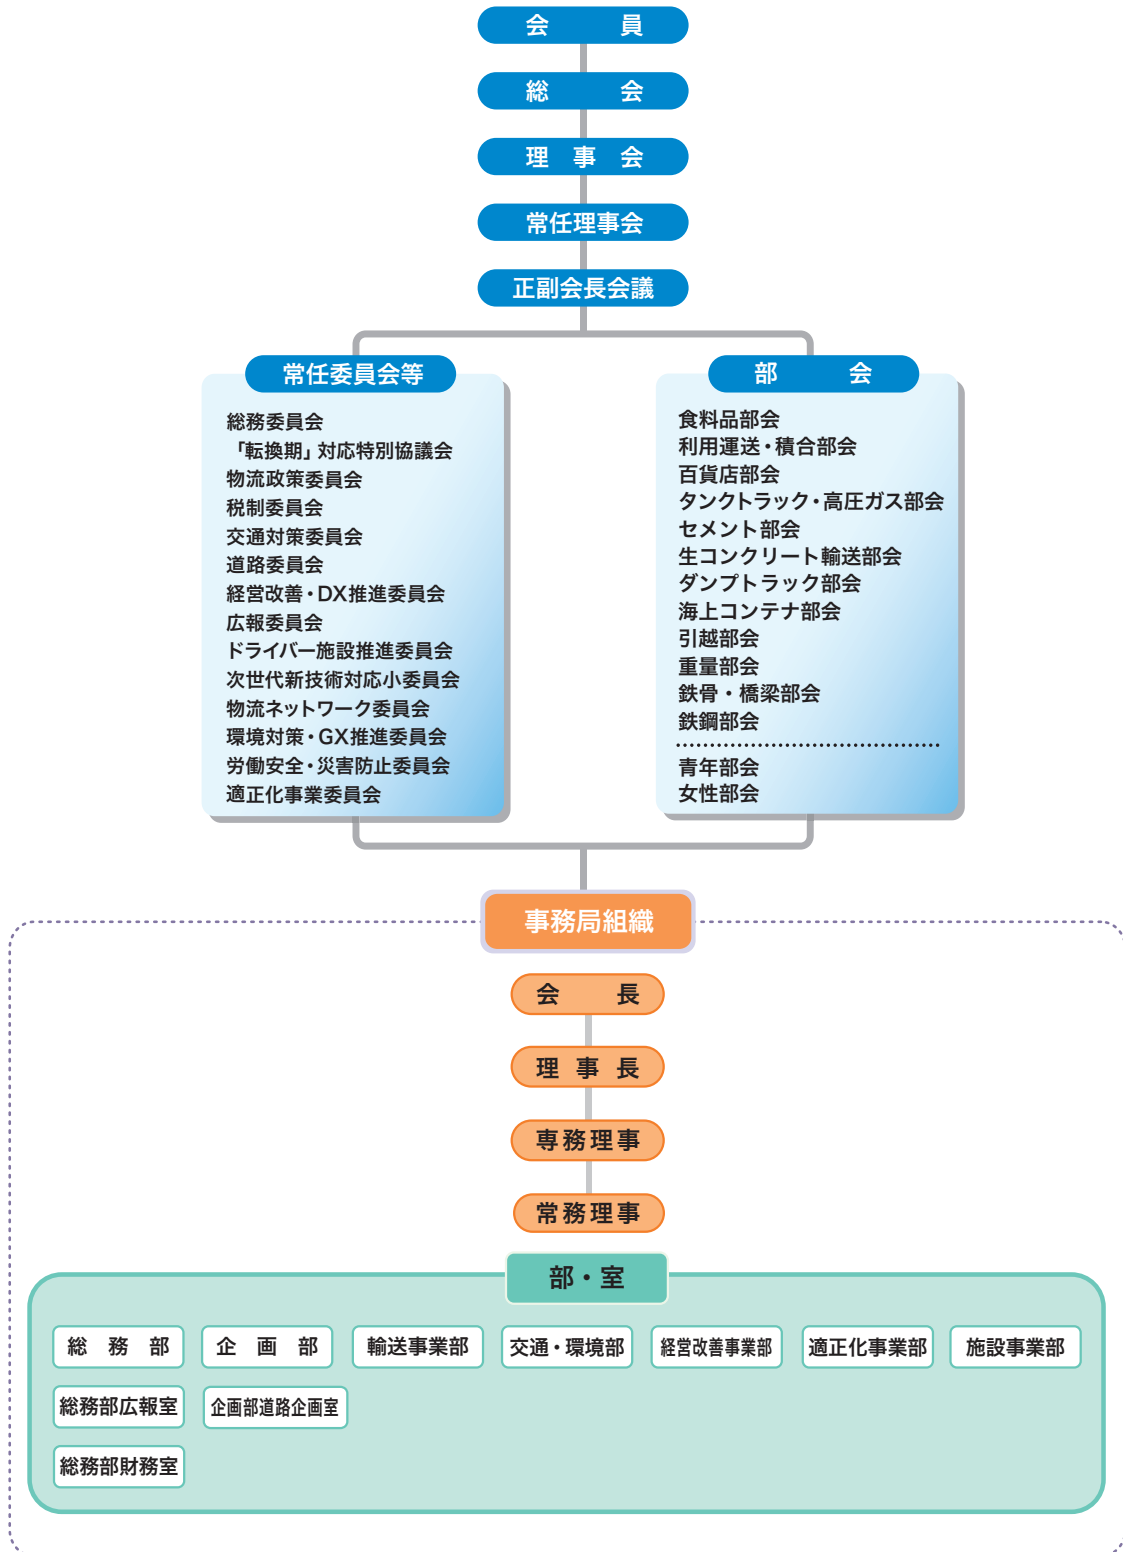 会員
総会
理事会
常任理事会
正副会長会議
常任委員会等
総務委員会
「転換期」対応特別協議会
物流政策委員会
税制委員会
交通対策委員会
道路委員会
経営改善・DX推進委員会
広報委員会
ドライバー施設推進委員会
次世代新技術対応小委員会
物流ネットワーク委員会
環境対策・GX推進委員会
労働安全・災害防止委員会
適正化事業委員会
部会
食料品部会
利用運送・積合部会
百貨店部会
タンクトラック・高圧ガス部会
セメント部会
生コンクリート輸送部会
ダンプトラック部会
海上コンテナ部会
引越部会
重量部会
鉄骨・橋梁部会
鉄鋼部会
青年部会
女性部会
事務局組織
会長
理事長
専務理事
常務理事
部・室
総務部
企画部
輸送事業部
交通・環境部
経営改善事業部
適正化事業部
施設事業部
総務部広報室
企画部道路企画室
総務部財務室